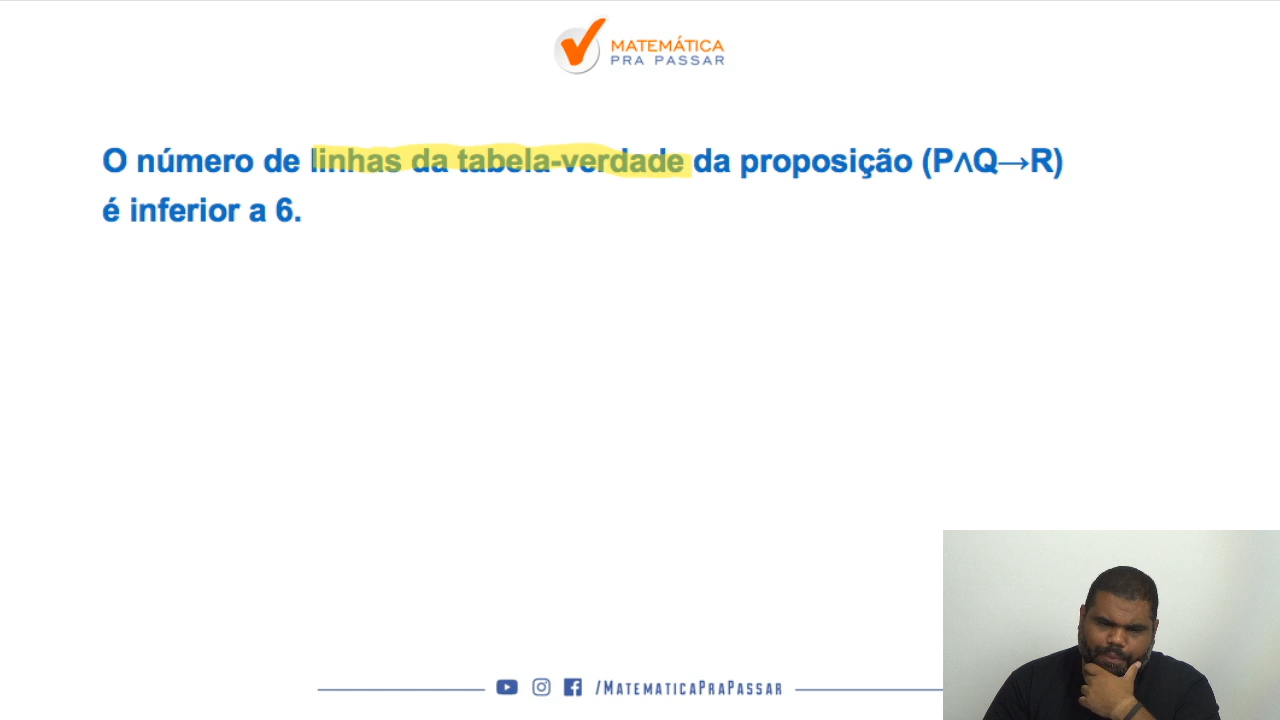 MATEMÁTICA
PRA PASSAR
O número de linhas da tabela-verdade da proposição (P∧Q→R)
é inferior a 6.
/MATEMATICAPRAPASSAR